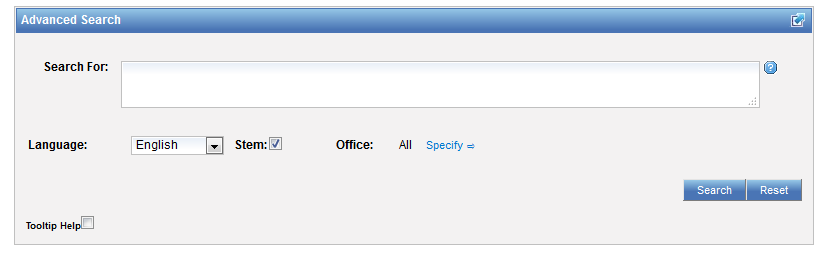 Advanced Search
Search For:
Language: English Stem: Office: All Specify ⇨
Search Reset
Tooltip Help